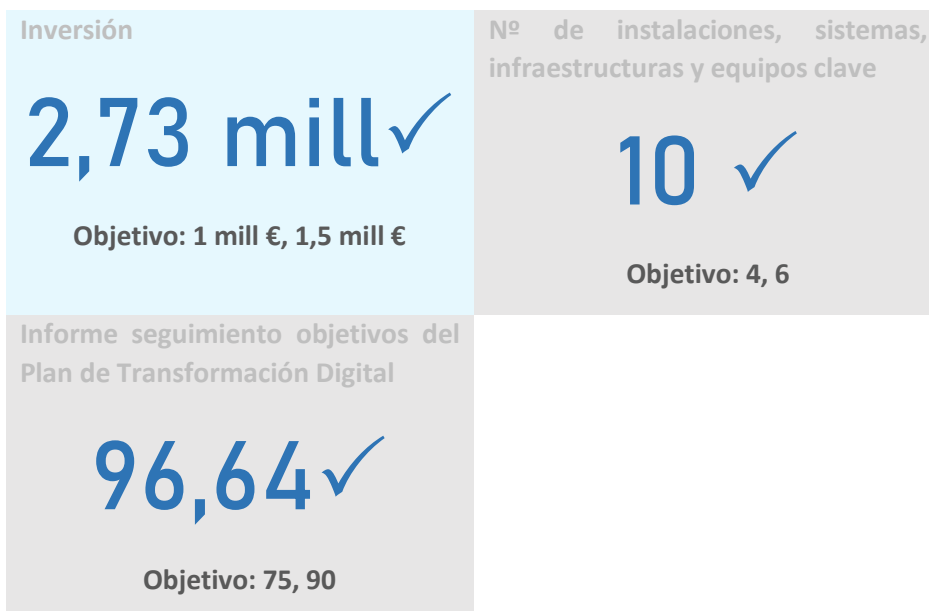 Inversión
2,73 mill✓
Objetivo: 1 mill €, 1,5 mill €
Nº de instalaciones, sistemas,
infraestructuras y equipos clave
10 ✓
Objetivo: 4, 6
Informe seguimiento objetivos del
Plan de Transformación Digital
96,64✓
Objetivo: 75, 90